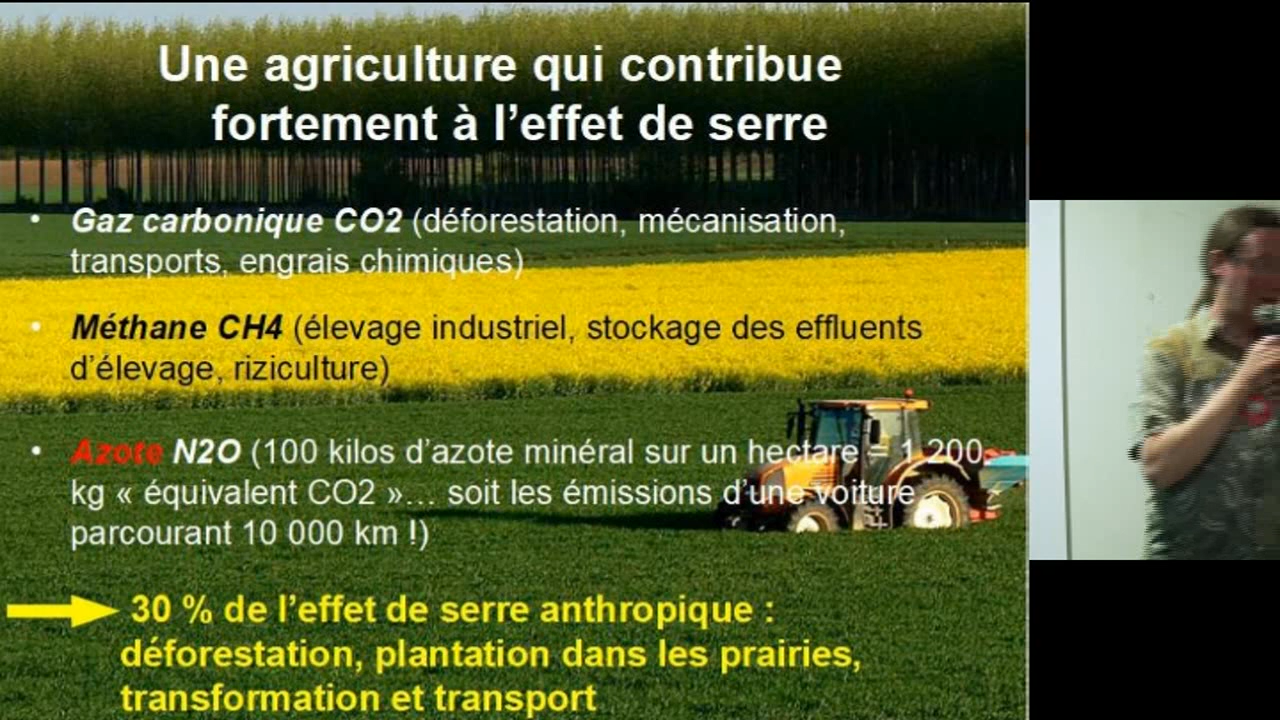 Une agriculture qui contribue
fortement à l’effet de serre
• Gaz carbonique CO2 (déforestation, mécanisation,
transports, engrais chimiques)
• Méthane CH4 (élevage industriel, stockage des effluents
d’élevage, riziculture)
• Azote N2O (100 kilos d’azote minéral sur un hectare = 1 200
kg « équivalent CO2 »… soit les émissions d’une voiture
parcourant 10 000 km !)
30 % de l’effet de serre anthropique :
déforestation, plantation dans les prairies,
transformation et transport